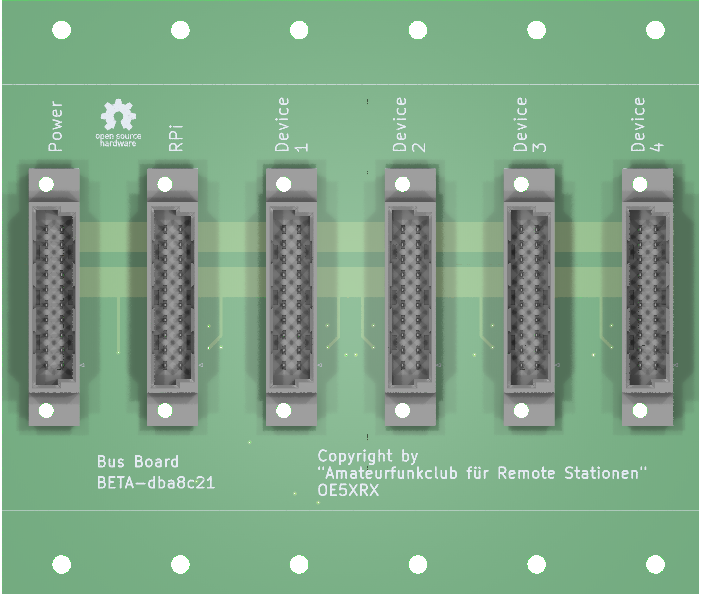 Power
open source
hardware
RPi
Device
1
Device
2
Device
3
Device
4
Bus Board
BETA-dba8c21
Copyright by
"Amateurfunkclub für Remote Stationen"
OE5XRX